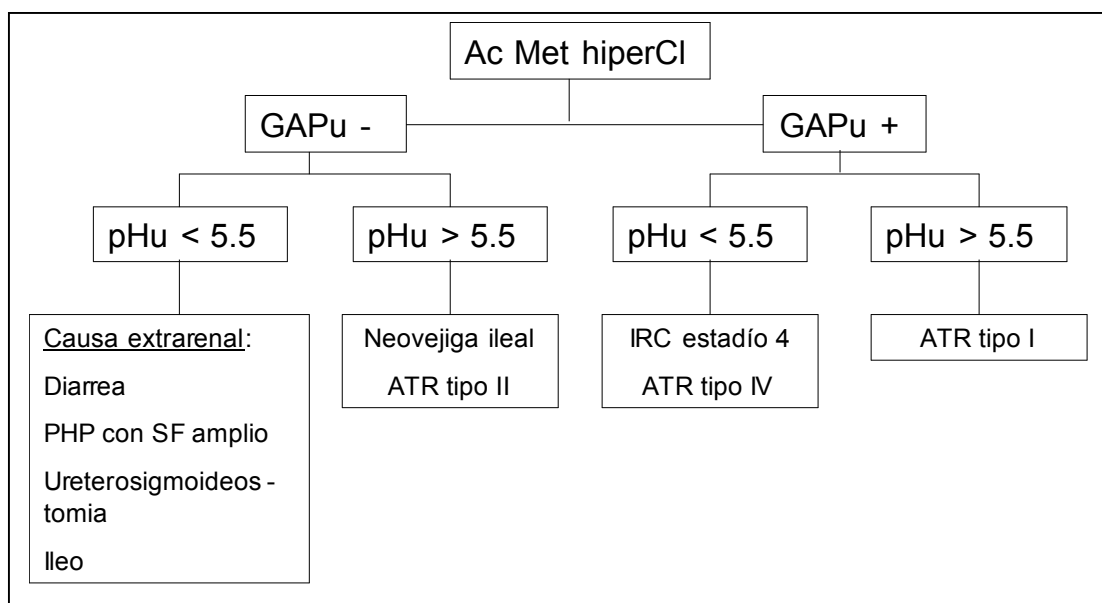 Ac Met hiperCl
GAPu -
GAPu +
pHu < 5.5
pHu > 5.5
pHu < 5.5
pHu > 5.5
Causa extrarenal:
Diarrea
PHP con SF amplio
Ureterosigmoideos -
tomia
Ileo
Neovejiga ileal
ATR tipo II
IRC estadío 4
ATR tipo IV
ATR tipo I